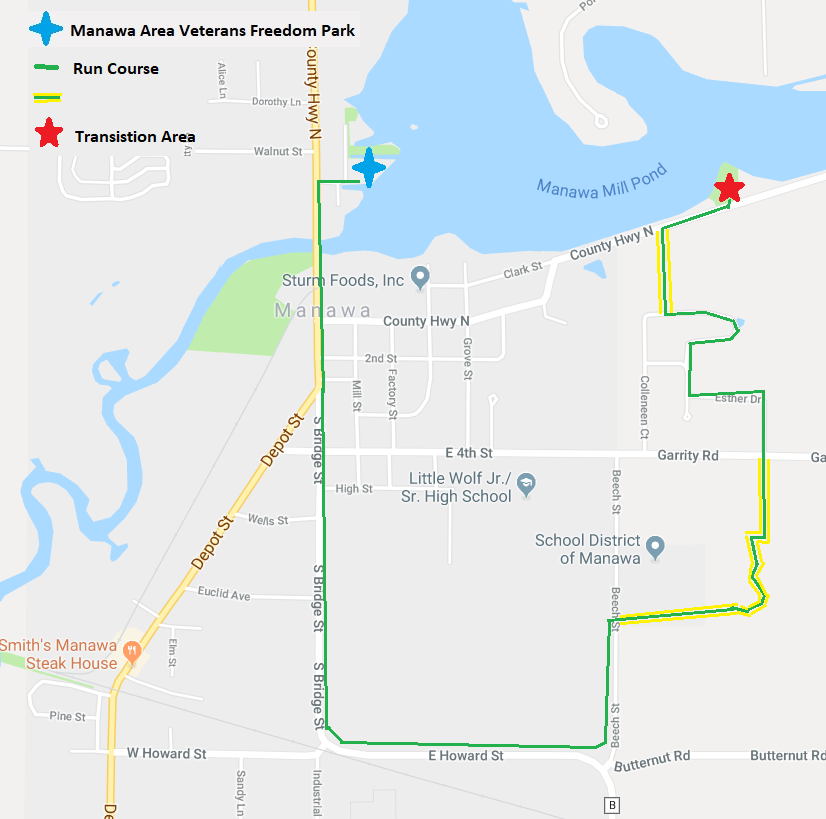 Manawa Area Veterans Freedom Park
Run Course
Transistion Area
County Hwy N
Alice Ln
Dorothy Ln
Walnut St
Manawa Mill Pond
County Hwy N
Clark St
Sturm Foods, Inc
Manawa
County Hwy N
2nd St
Grove St
Mill St
Factory St
Colleneen Ct
Esther Dr
Depot St
S Bridge St
E 4th St
Garrity Rd
Ga
High St
Little Wolf Jr./
Sr. High School
Beech St
Wells St
Depot St
School District
of Manawa
Euclid Ave
S Bridge St
Beech St
Smith's Manawa
Steak House
Elm St
S Bridge St
Pine St
Beech St
W Howard St
E Howard St
Butternut Rd
Butternut Rd
Sandy Ln
Industrial
B
De